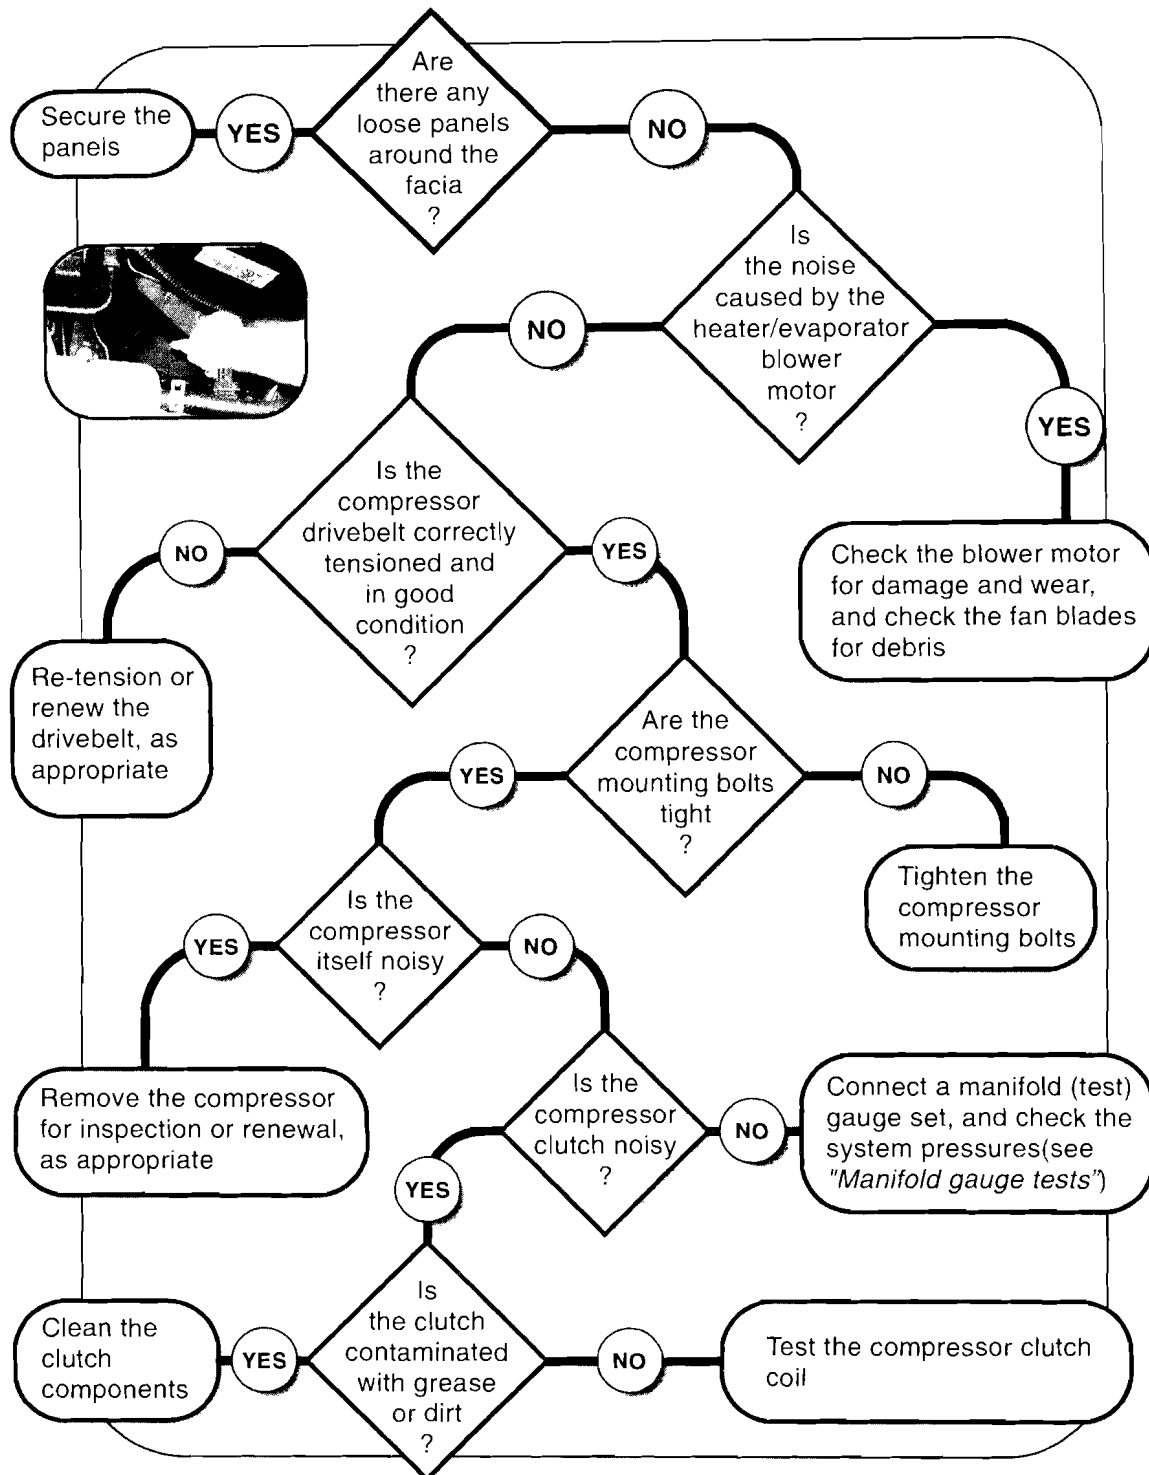 Are
there any
loose panels
around the
facia
?
Secure the
panels
YES
NO
Is
the noise
caused by the
heater/evaporator
blower
motor
?
NO
YES
Check the blower motor
for damage and wear,
and check the fan blades
for debris
Is the
compressor
drivebelt correctly
tensioned and
in good
condition
?
NO
YES
Re-tension or
renew the
drivebelt, as
appropriate
Are the
compressor
mounting bolts
tight
?
YES
NO
Tighten the
compressor
mounting bolts
Is the
compressor
itself noisy
?
YES
NO
Remove the compressor
for inspection or renewal,
as appropriate
Is the
compressor
clutch noisy
?
NO
Connect a manifold (test)
gauge set, and check the
system pressures(see
"Manifold gauge tests")
YES
Is
the clutch
contaminated
with grease
or dirt
?
YES
Clean the
clutch
components
NO
Test the compressor clutch
coil